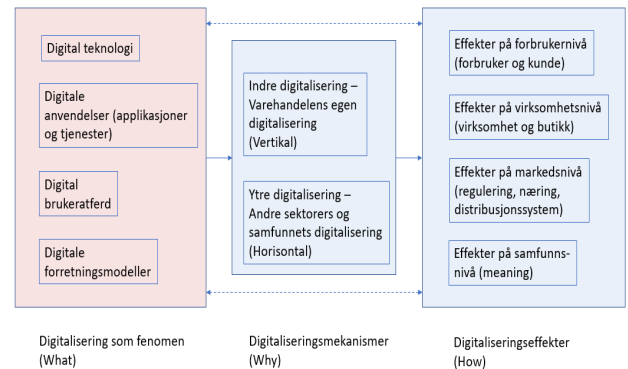 Digital teknologi
Digitale
anvendelser (applikasjoner
og tjenester)
Digital
brukeratferd
Digitale
forretningsmodeller
Indre digitalisering –
Varehandelens egen
digitalisering
(Vertikal)
Ytre digitalisering –
Andre sektorers og
samfunnets digitalisering
(Horisontal)
Effekter på forbrukernivå
(forbruker og kunde)
Effekter på virksomhetsnivå
(virksomhet og butikk)
Effekter på markedsnivå
(regulering, næring,
distribusjonssystem)
Effekter på samfunns-
nivå (meaning)
Digitalisering som fenomen
(What)
Digitaliseringsmekanismer
(Why)
Digitaliseringseffekter
(How)